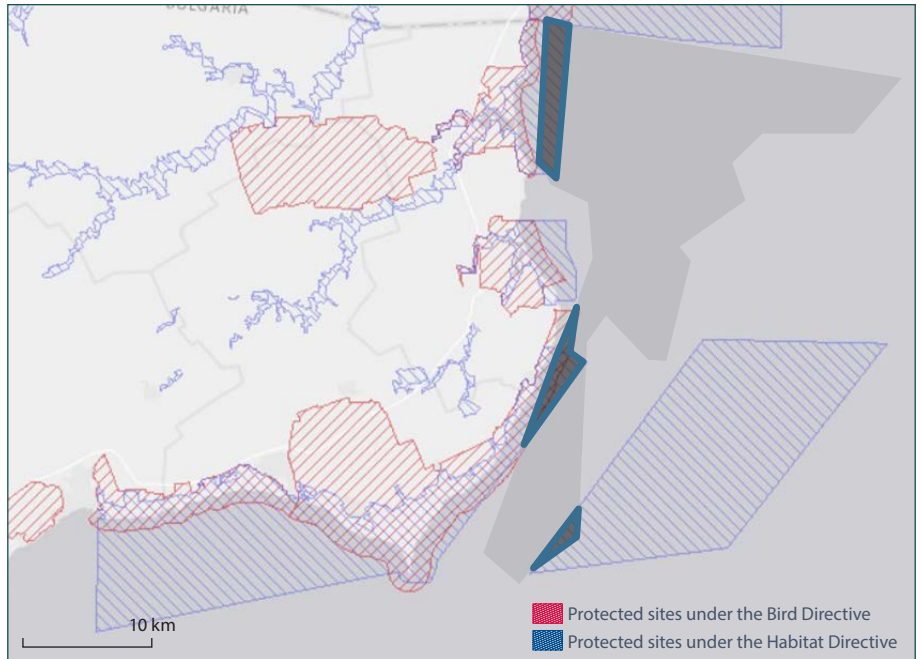 BULGARIA
10 km
Protected sites under the Bird Directive
Protected sites under the Habitat Directive